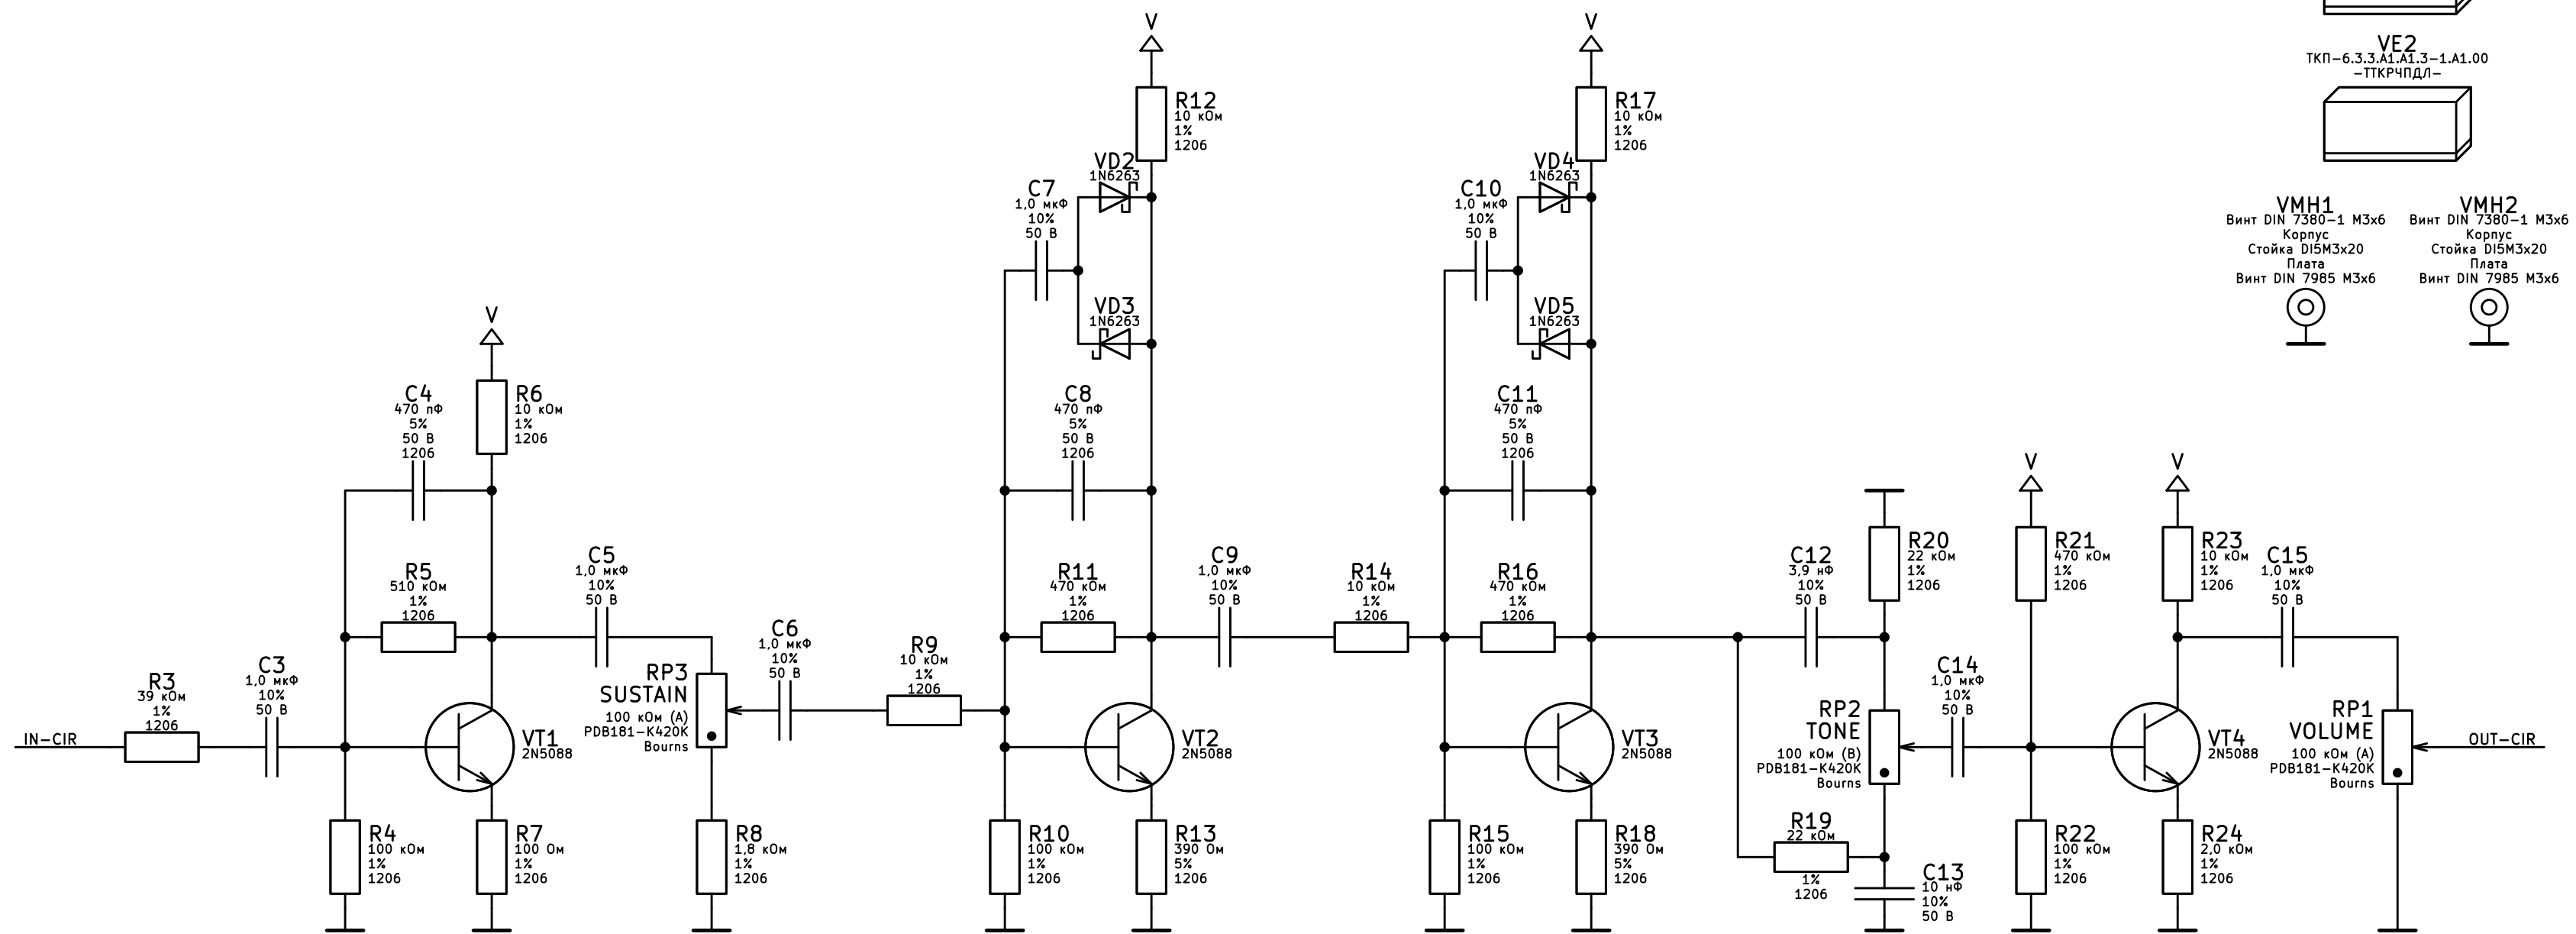 V
V
VE2
ТКП-6.3.3.А1.А1.3-1.А1.00
-ТТКРЧПДЛ-
R12
10 кОм
1%
1206
R17
10 кОм
1%
1206
VD2
1N6263
VD4
1N6263
C7
1,0 мкФ
10%
50 В
C10
1,0 мкФ
10%
50 В
VMH1
Винт DIN 7380-1 M3x6
Корпус
Стойка DI5M3x20
Плата
Винт DIN 7985 M3x6
VMH2
Винт DIN 7380-1 M3x6
Корпус
Стойка DI5M3x20
Плата
Винт DIN 7985 M3x6
V
VD3
1N6263
VD5
1N6263
C4
470 пФ
5%
50 В
1206
R6
10 кОм
1%
1206
C8
470 пФ
5%
50 В
1206
C11
470 пФ
5%
50 В
1206
V
V
R5
510 кОм
1%
1206
C5
1,0 мкФ
10%
50 В
R11
470 кОм
1%
1206
C9
1,0 мкФ
10%
50 В
R14
10 кОм
1%
1206
R16
470 кОм
1%
1206
C12
3,9 нФ
10%
50 В
R20
22 кОм
1%
1206
R21
470 кОм
1%
1206
R23
10 кОм
1%
1206
C15
1,0 мкФ
10%
50 В
IN-CIR
R3
39 кОм
1%
1206
C3
1,0 мкФ
10%
50 В
VT1
2N5088
RP3
SUSTAIN
100 кОм (A)
PDB181-K420K
Bourns
C6
1,0 мкФ
10%
50 В
R9
10 кОм
1%
1206
VT2
2N5088
VT3
2N5088
RP2
TONE
100 кОм (B)
PDB181-K420K
Bourns
C14
1,0 мкФ
10%
50 В
VT4
2N5088
RP1
VOLUME
100 кОм (A)
PDB181-K420K
Bourns
OUT-CIR
R4
100 кОм
1%
1206
R7
100 Ом
1%
1206
R8
1,8 кОм
1%
1206
R10
100 кОм
1%
1206
R13
390 Ом
5%
1206
R15
100 кОм
1%
1206
R18
390 Ом
5%
1206
R19
22 кОм
1%
1206
C13
10 нФ
10%
50 В
R22
100 кОм
1%
1206
R24
2,0 кОм
1%
1206